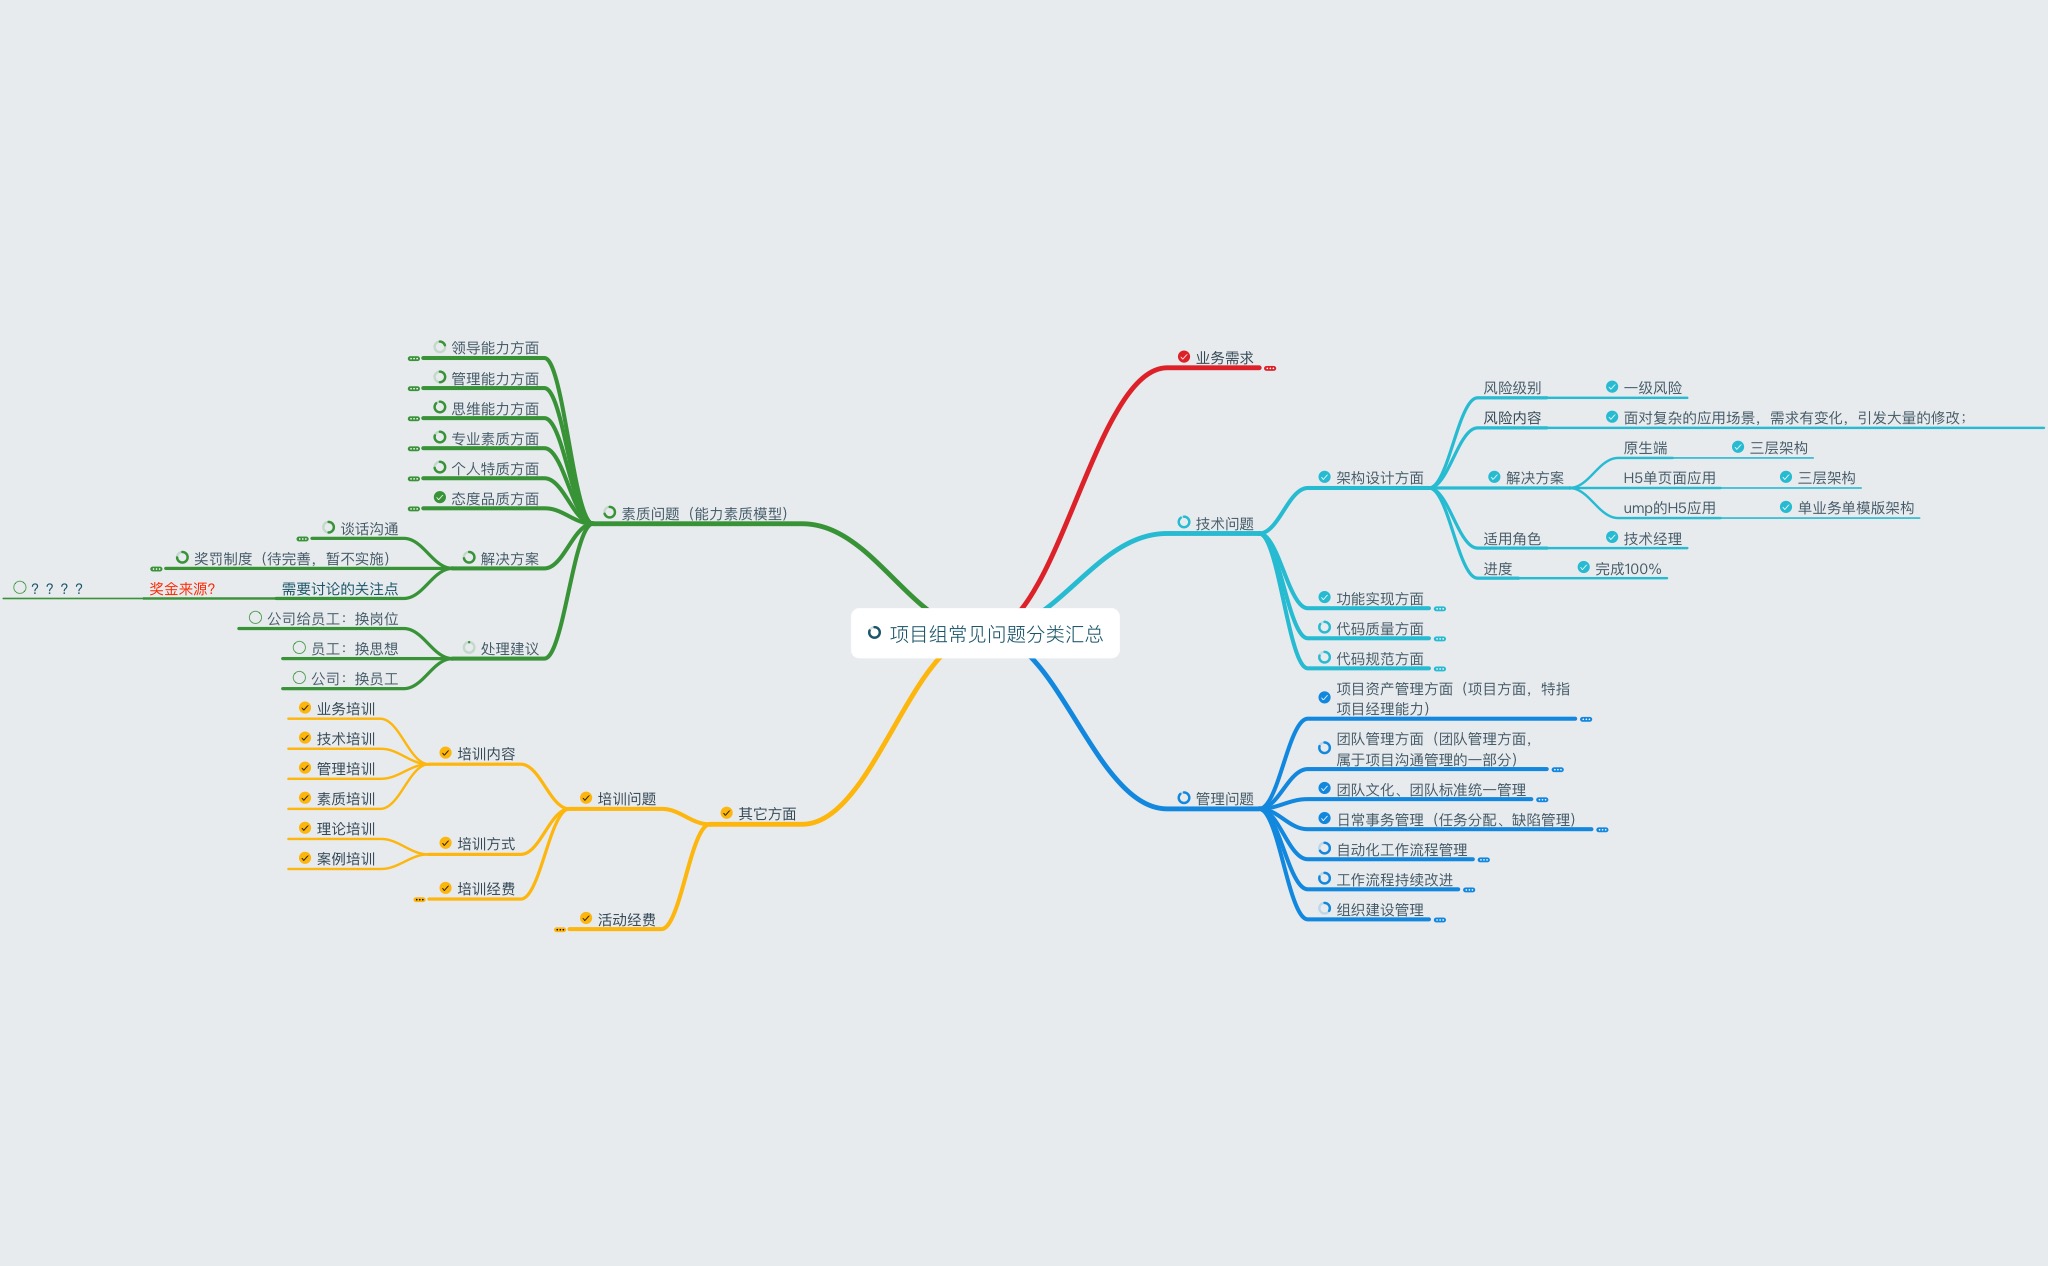 项目组常见问题分类汇总
业务需求
技术问题
架构设计方面
风险级别
一级风险
风险内容
面对复杂的应用场景，需求有变化，引发大量的修改；
解决方案
原生端
三层架构
H5单页面应用
三层架构
ump的H5应用
单业务单模版架构
适用角色
技术经理
进度
完成100%
功能实现方面
代码质量方面
代码规范方面
管理问题
项目资产管理方面（项目方面，特指
项目经理能力）
团队管理方面（团队管理方面，
属于项目沟通管理的一部分）
团队文化、团队标准统一管理
日常事务管理（任务分配、缺陷管理）
自动化工作流程管理
工作流程持续改进
组织建设管理
素质问题（能力素质模型）
领导能力方面
管理能力方面
思维能力方面
专业素质方面
个人特质方面
态度品质方面
解决方案
谈话沟通
奖罚制度（待完善，暂不实施）
需要讨论的关注点
奖金来源?
？？？？
处理建议
公司给员工：换岗位
员工：换思想
公司：换员工
其它方面
培训问题
培训内容
业务培训
技术培训
管理培训
素质培训
培训方式
理论培训
案例培训
培训经费
活动经费